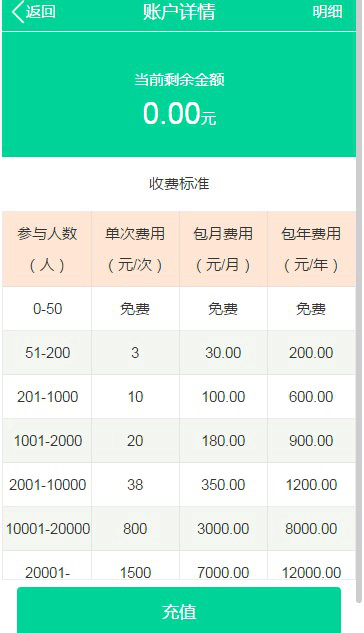 返回 账户详情 明细
当前剩余金额
0.00元
收费标准
参与人数 单次费用 包月费用 包年费用
（人） （元/次） （元/月） （元/年）
0-50 免费 免费 免费
51-200 3 30.00 200.00
201-1000 10 100.00 600.00
1001-2000 20 180.00 900.00
2001-10000 38 350.00 1200.00
10001-20000 800 3000.00 8000.00
20001- 1500 7000.00 12000.00
充值